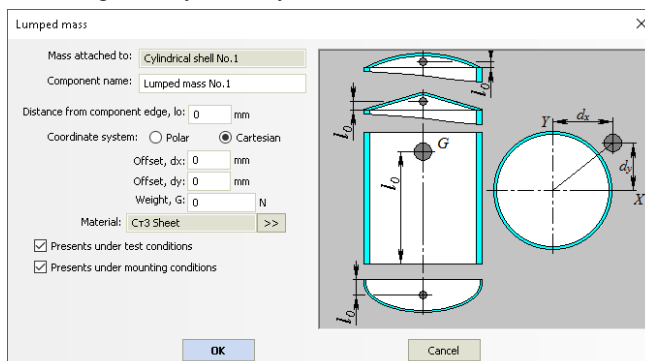 Lumped mass
Mass attached to: Cylindrical shell No.1
Component name: Lumped mass No.1
Distance from component edge, lo: 0 mm
Coordinate system: Polar Cartesian
Offset, dx: 0 mm
Offset, dy: 0 mm
Weight, G: 0 N
Material: Ст3 Sheet >>
Presents under test conditions
Presents under mounting conditions
OK
Cancel
l0
l0
G
l0
l0
Y
dx
dy
X